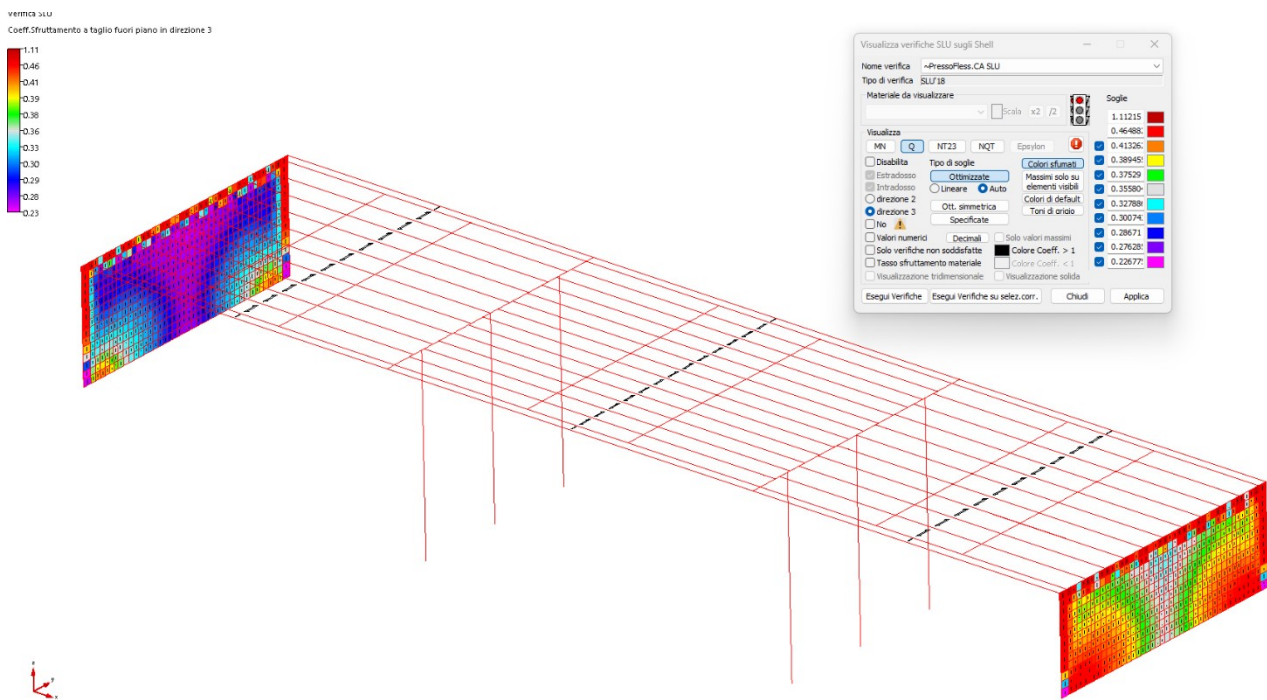 Verifica SLU
Coeff.Sfruttamento a taglio fuori piano in direzione 3
1.11
0.46
0.41
0.39
0.38
0.36
0.33
0.30
0.29
0.28
0.23
Visualizza verifiche SLU sugli Shell
Nome verifica ~PressoFless.CA SLU
Tipo di verifica SLU'18
Materiale da visualizzare
Scala x2 /2
Soglie
1.11215
0.46488
0.41326
0.38945
0.37529
0.35580
0.32788
0.30074
0.28671
0.27628
0.22677
Visualizza
MN Q NT23 NQT Epsylon
Disabilita Tipo di soglie Colori sfumati
Estradosso Ottimizzate Massimi solo su elementi visibili
Intradosso Lineare Auto
direzione 2 Ott. simmetrica Colori di default
direzione 3 Specificate Toni di grigio
No
Valori numerici Decimali Solo valori massimi
Solo verifiche non soddisfatte Colore Coeff. > 1
Tasso sfruttamento materiale Colore Coeff. < 1
Visualizzazione tridimensionale Visualizzazione solida
Esegui Verifiche Esegui Verifiche su selez.corr. Chiudi Applica